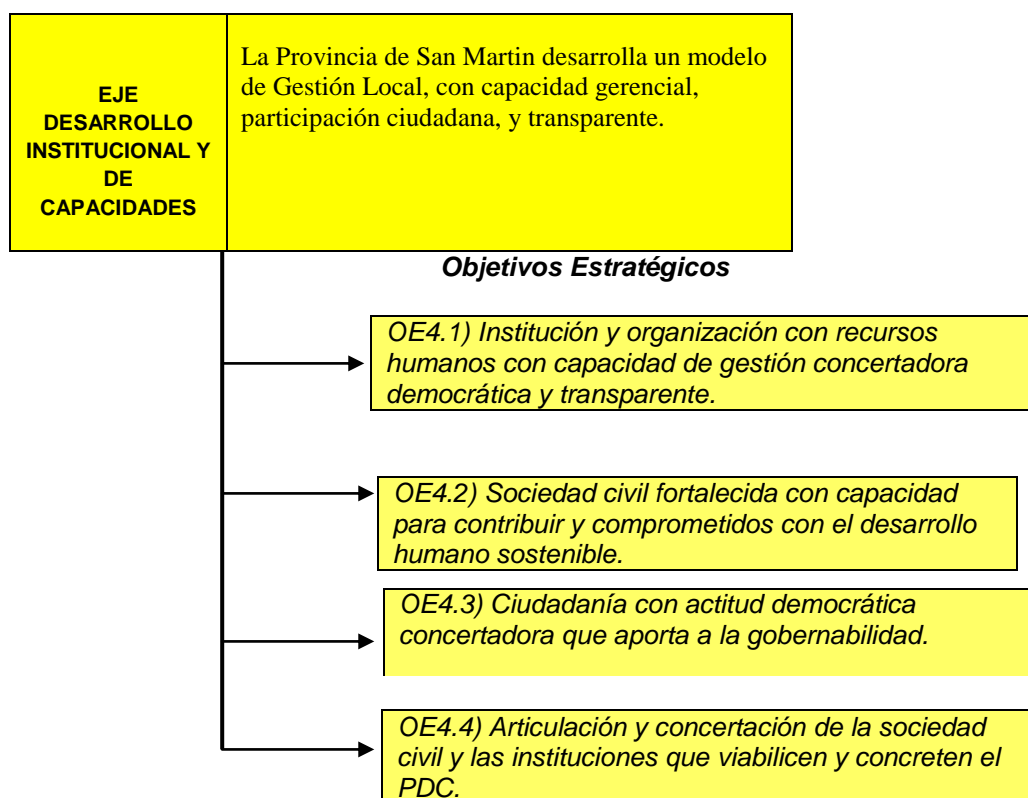 EJE
DESARROLLO
INSTITUCIONAL Y
DE
CAPACIDADES
La Provincia de San Martin desarrolla un modelo
de Gestión Local, con capacidad gerencial,
participación ciudadana, y transparente.
Objetivos Estratégicos
OE4.1) Institución y organización con recursos
humanos con capacidad de gestión concertadora
democrática y transparente.
OE4.2) Sociedad civil fortalecida con capacidad
para contribuir y comprometidos con el desarrollo
humano sostenible.
OE4.3) Ciudadanía con actitud democrática
concertadora que aporta a la gobernabilidad.
OE4.4) Articulación y concertación de la sociedad
civil y las instituciones que viabilicen y concreten el
PDC.